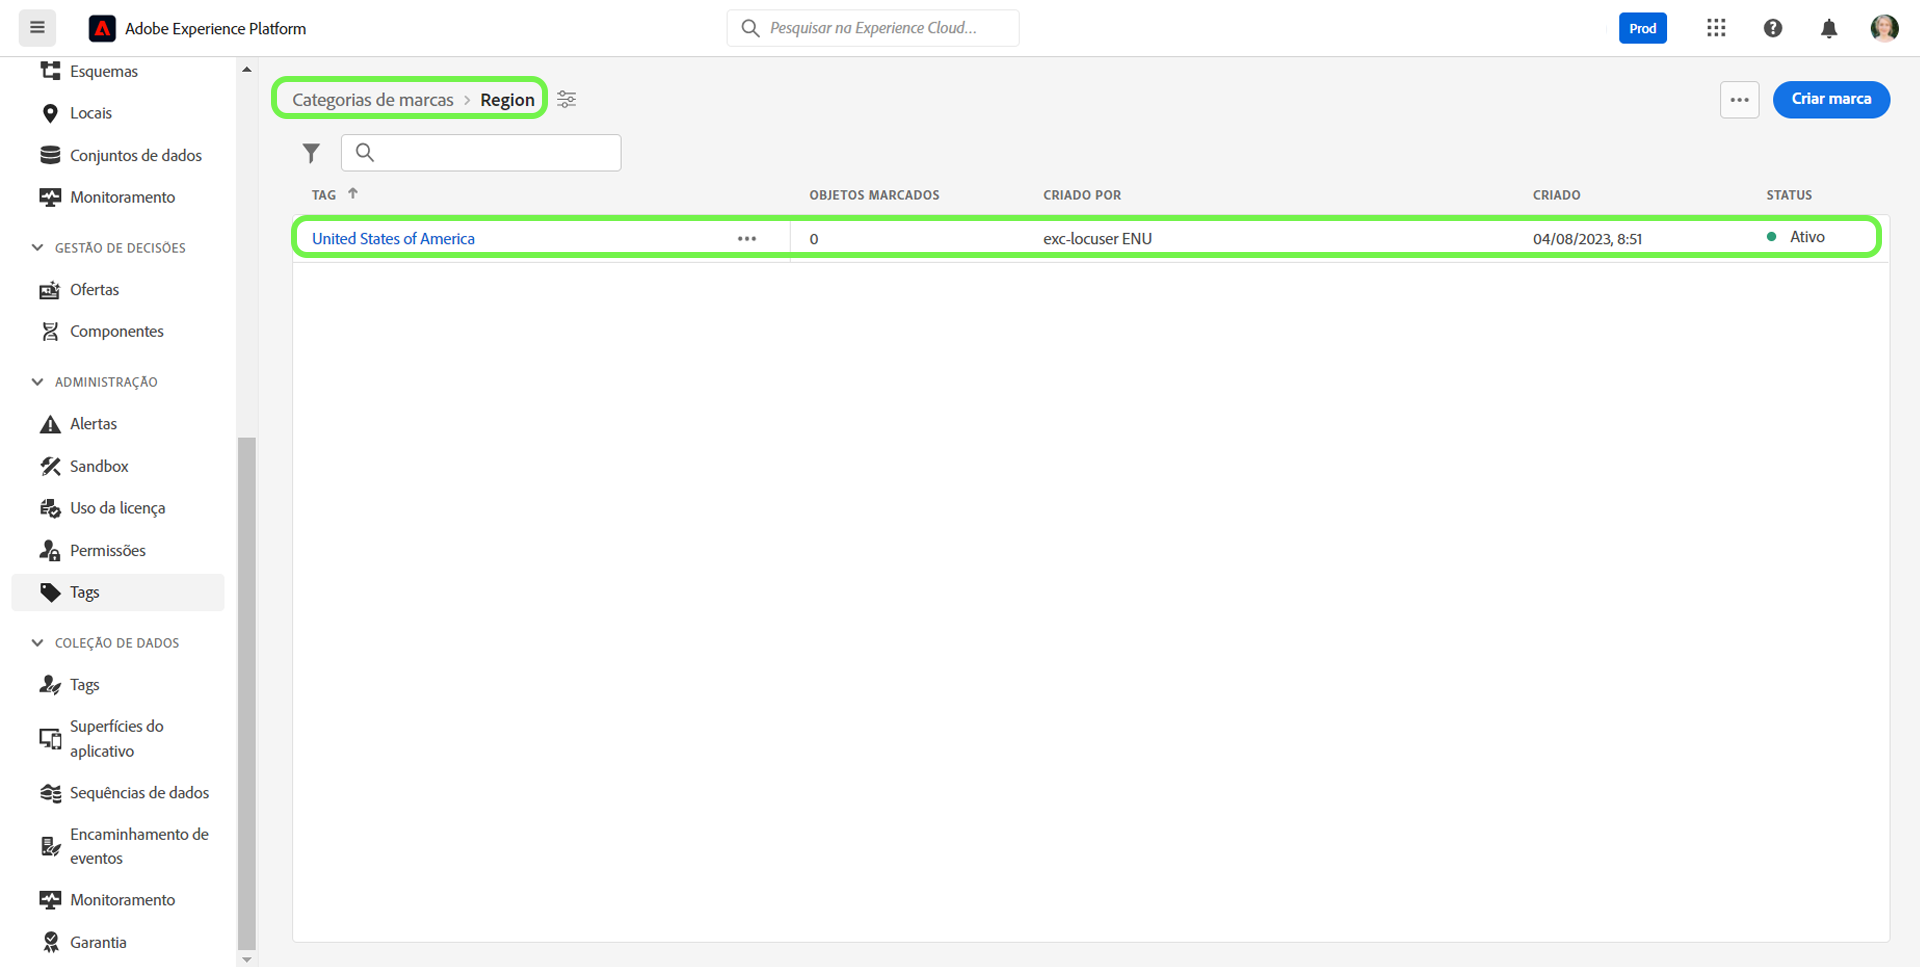 Adobe Experience Platform
Pesquisar na Experience Cloud...
Prod
Esquemas
Locais
Conjuntos de dados
Monitoramento
GESTÃO DE DECISÕES
Ofertas
Componentes
ADMINISTRAÇÃO
Alertas
Sandbox
Uso da licença
Permissões
Tags
COLEÇÃO DE DADOS
Tags
Superfícies do
aplicativo
Sequências de dados
Encaminhamento de
eventos
Monitoramento
Garantia
Categorias de marcas > Region
Criar marca
TAG OBJETOS MARCADOS CRIADO POR CRIADO STATUS
United States of America 0 exc-locuser ENU 04/08/2023, 8:51 Ativo